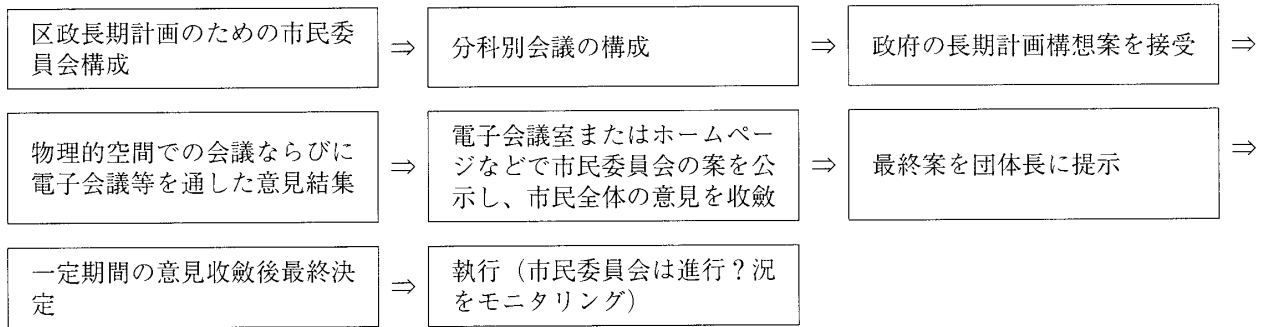 区政長期計画のための市民委
員会構成
⇒
分科別会議の構成
⇒
政府の長期計画構想案を接受
⇒
物理的空間での会議ならびに
電子会議等を通した意見結集
⇒
電子会議室またはホームペー
ジなどで市民委員会の案を公
示し、市民全体の意見を収斂
⇒
最終案を団体長に提示
⇒
一定期間の意見収斂後最終決
定
⇒
執行（市民委員会は進行？況
をモニタリング）